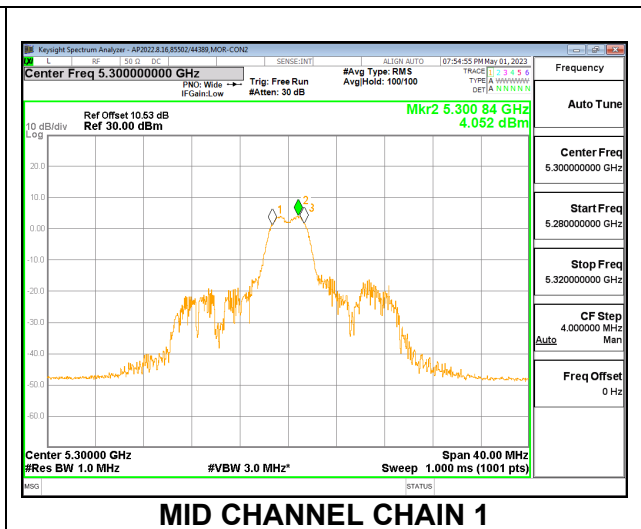 Keysight Spectrum Analyzer - AP2022.8.16,85502/44389,MOR-CON2
L RF 50 Ω DC SENSE:INT ALIGN AUTO 07:54:55 PM May 01, 2023
Center Freq 5.300000000 GHz
PNO: Wide
IFGain:Low
Trig: Free Run
#Atten: 30 dB
#Avg Type: RMS
Avg|Hold: 100/100
TRACE 1 2 3 4 5 6
TYPE A WWWWW
DET A N N N N N
Frequency
Auto Tune
Center Freq
5.300000000 GHz
Start Freq
5.280000000 GHz
Stop Freq
5.320000000 GHz
CF Step
4.000000 MHz
Auto Man
Freq Offset
0 Hz
Mkr2 5.300 84 GHz
4.052 dBm
Ref Offset 10.53 dB
Ref 30.00 dBm
10 dB/div
Log
20.0
10.0
0.00
-10.0
-20.0
-30.0
-40.0
-50.0
-60.0
1
2
3
Center 5.30000 GHz
#Res BW 1.0 MHz
#VBW 3.0 MHz*
Span 40.00 MHz
Sweep 1.000 ms (1001 pts)
MSG STATUS
MID CHANNEL CHAIN 1